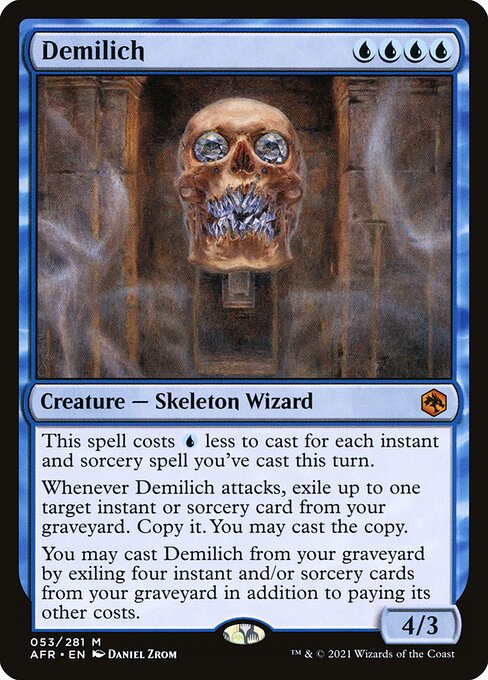 Demilich
Creature — Skeleton Wizard
This spell costs less to cast for each instant
and sorcery spell you've cast this turn.
Whenever Demilich attacks, exile up to one
target instant or sorcery card from your
graveyard. Copy it. You may cast the copy.
You may cast Demilich from your graveyard
by exiling four instant and/or sorcery cards
from your graveyard in addition to paying its
other costs.
4/3
053/281 M
AFR • EN Daniel Zrom
™ & © 2021 Wizards of the Coast